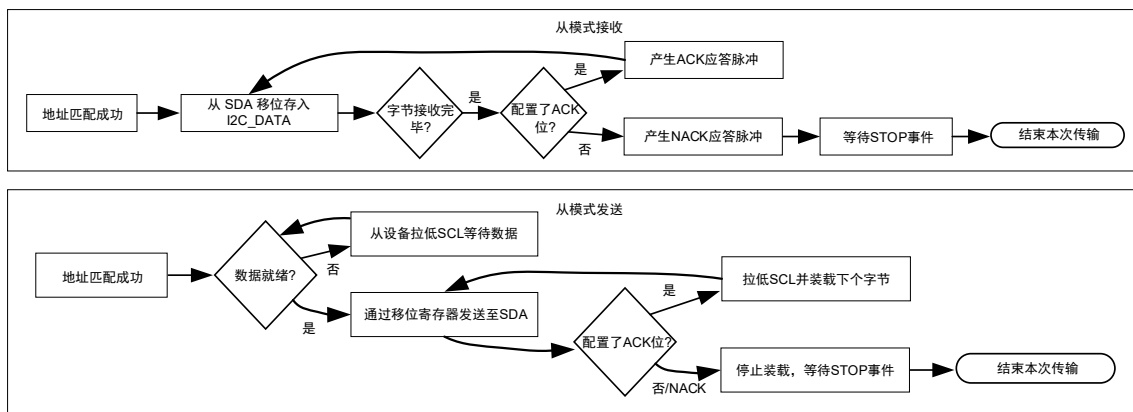 从模式接收
地址匹配成功
从 SDA 移位存入
I2C_DATA
字节接收完
毕?
是
配置了ACK
位?
是
产生ACK应答脉冲
否
产生NACK应答脉冲
等待STOP事件
结束本次传输
从模式发送
地址匹配成功
数据就绪?
否
从设备拉低SCL等待数据
是
通过移位寄存器发送至SDA
配置了ACK位?
是
拉低SCL并装载下个字节
否/NACK
停止装载，等待STOP事件
结束本次传输